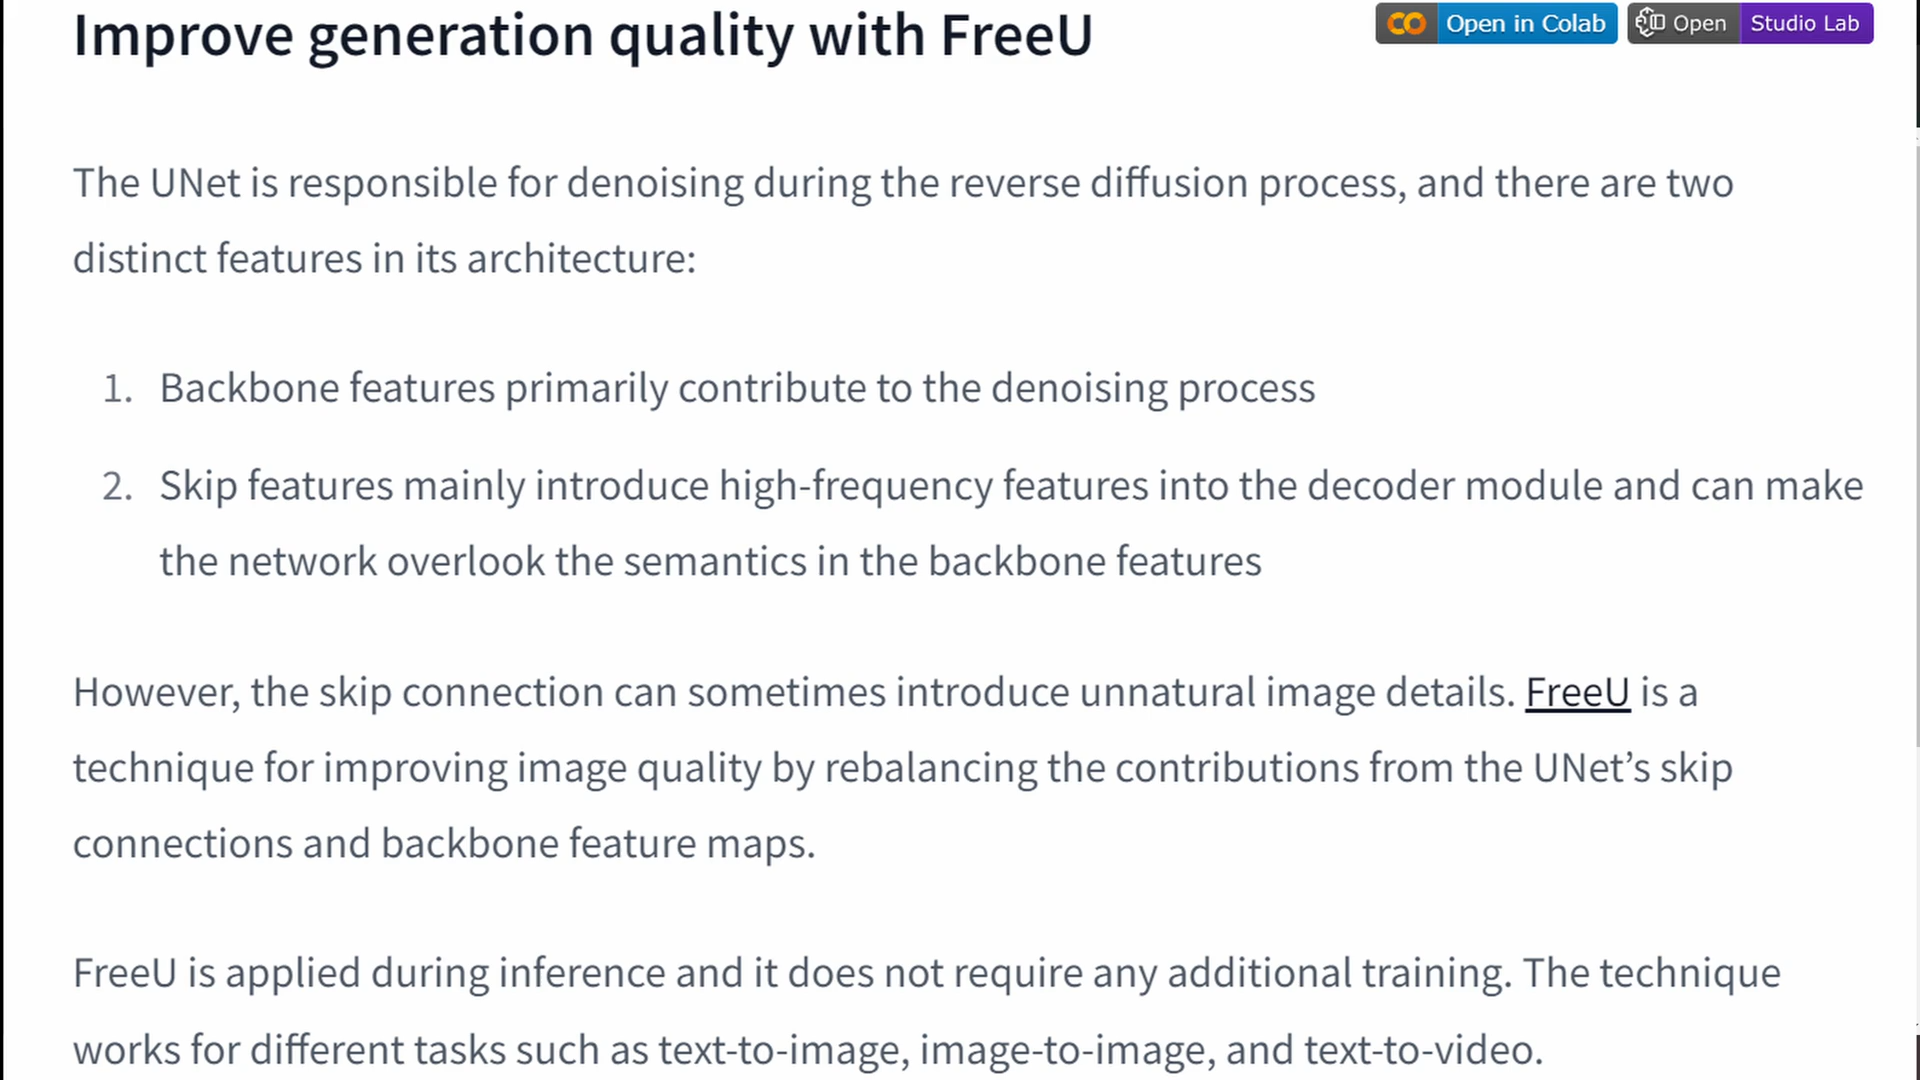 Improve generation quality with FreeU
Open in Colab
Open Studio Lab
The UNet is responsible for denoising during the reverse diffusion process, and there are two
distinct features in its architecture:
1. Backbone features primarily contribute to the denoising process
2. Skip features mainly introduce high-frequency features into the decoder module and can make
the network overlook the semantics in the backbone features
However, the skip connection can sometimes introduce unnatural image details. FreeU is a
technique for improving image quality by rebalancing the contributions from the UNet’s skip
connections and backbone feature maps.
FreeU is applied during inference and it does not require any additional training. The technique
works for different tasks such as text-to-image, image-to-image, and text-to-video.